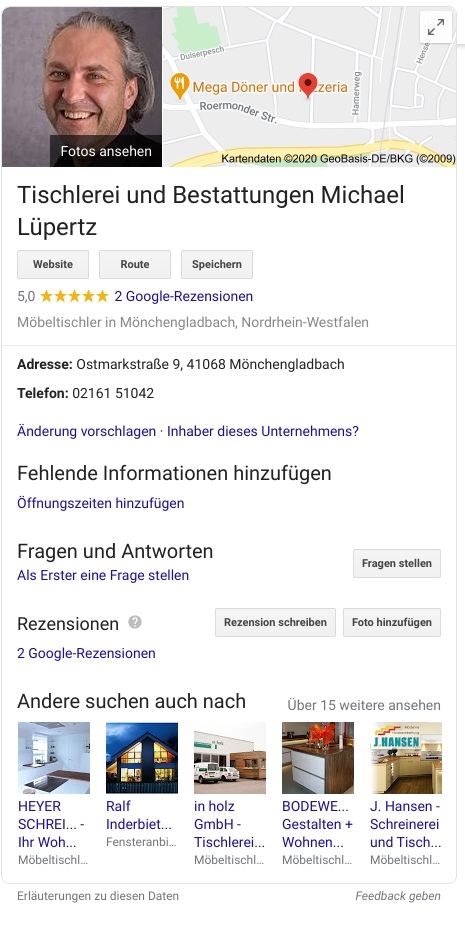 Duiserpesch
Mega Döner und Pizzeria
Roermonder Str.
Hamerweg
Fotos ansehen
Kartendaten ©2020 GeoBasis-DE/BKG (©2009)
Tischlerei und Bestattungen Michael
Lüpertz
Website
Route
Speichern
5,0 ★★★★★ 2 Google-Rezensionen
Möbeltischler in Mönchengladbach, Nordrhein-Westfalen
Adresse: Ostmarkstraße 9, 41068 Mönchengladbach
Telefon: 02161 51042
Änderung vorschlagen · Inhaber dieses Unternehmens?
Fehlende Informationen hinzufügen
Öffnungszeiten hinzufügen
Fragen und Antworten
Fragen stellen
Als Erster eine Frage stellen
Rezensionen ?
Rezension schreiben
Foto hinzufügen
2 Google-Rezensionen
Andere suchen auch nach
Über 15 weitere ansehen
J.HANSEN
HEYER
SCHREI... -
Ihr Woh...
Möbeltischl...
Ralf
Inderbiet...
Fensteranbi...
in holz
GmbH -
Tischlerei...
Möbeltischl...
BODEWE...
Gestalten +
Wohnen...
Möbeltischl...
J. Hansen -
Schreinerei
und Tisch...
Möbeltischl...
Erläuterungen zu diesen Daten
Feedback geben